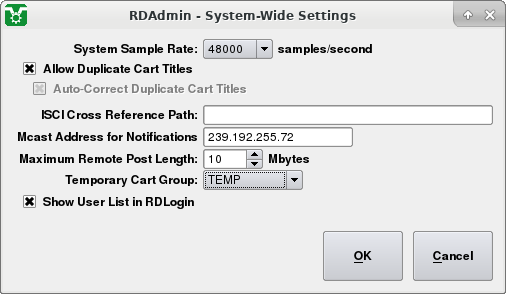 RDAdmin - System-Wide Settings
System Sample Rate: 48000 samples/second
Allow Duplicate Cart Titles
Auto-Correct Duplicate Cart Titles
ISCI Cross Reference Path:
Mcast Address for Notifications 239.192.255.72
Maximum Remote Post Length: 10 Mbytes
Temporary Cart Group: TEMP
Show User List in RDLogin
OK Cancel